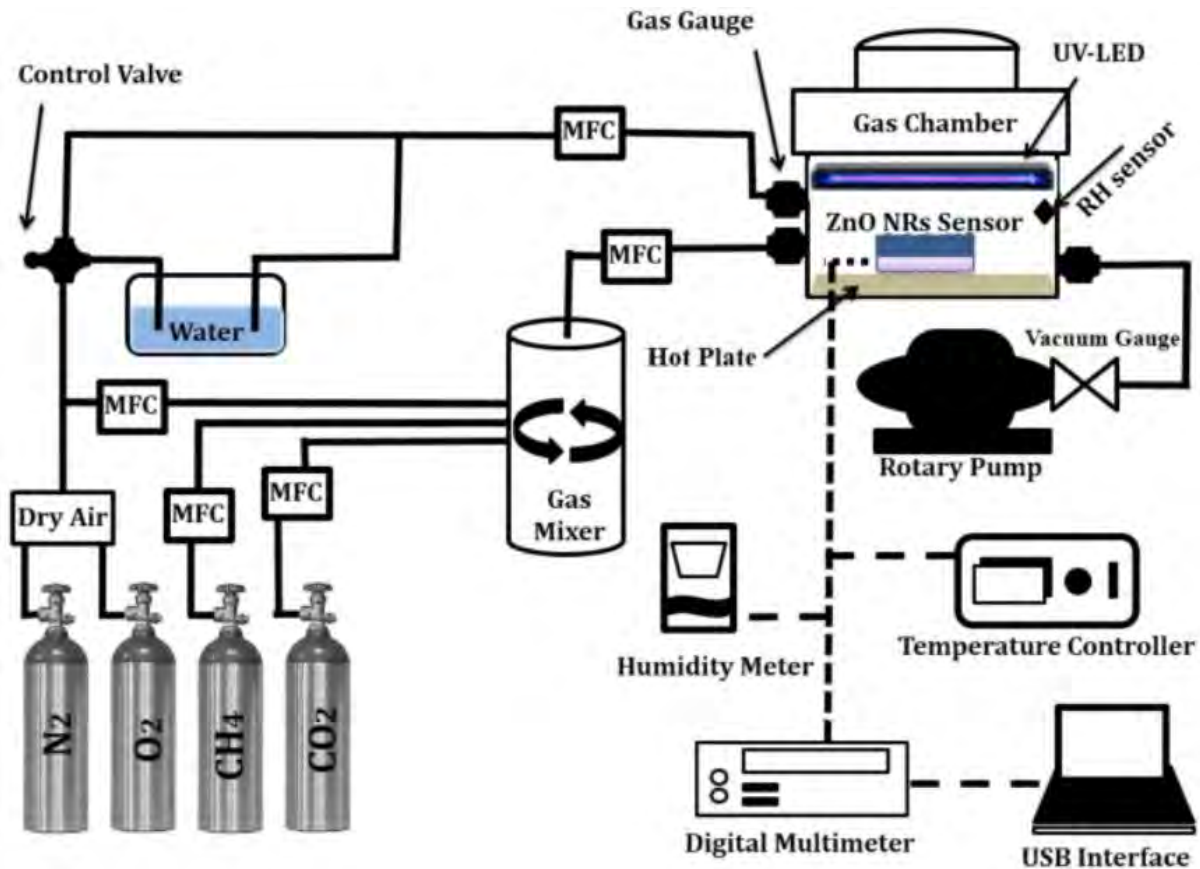 Gas Gauge
UV-LED
Control Valve
MFC
Gas Chamber
RH sensor
ZnO NRs Sensor
MFC
Water
Hot Plate
Vacuum Gauge
MFC
Rotary Pump
Dry Air
MFC
MFC
Gas
Mixer
N2
O2
CH4
CO2
Humidity Meter
Temperature Controller
Digital Multimeter
USB Interface